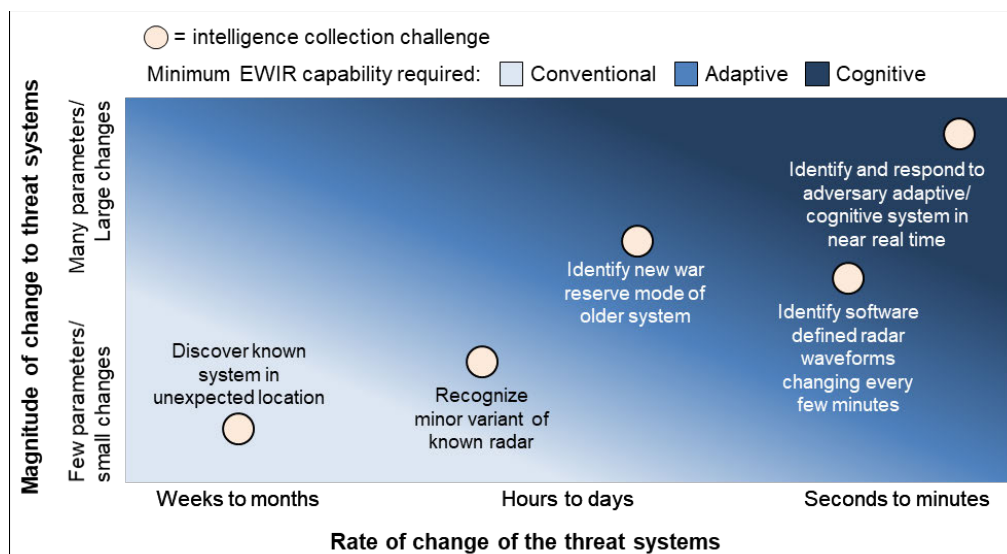 = intelligence collection challenge
Minimum EWIR capability required: Conventional Adaptive Cognitive
Magnitude of change to threat systems
Many parameters/
Large changes
Few parameters/
small changes
Identify and respond to
adversary adaptive/
cognitive system in
near real time
Identify new war
reserve mode of
older system
Identify software
defined radar
waveforms
changing every
few minutes
Discover known
system in
unexpected location
Recognize
minor variant of
known radar
Weeks to months
Hours to days
Seconds to minutes
Rate of change of the threat systems